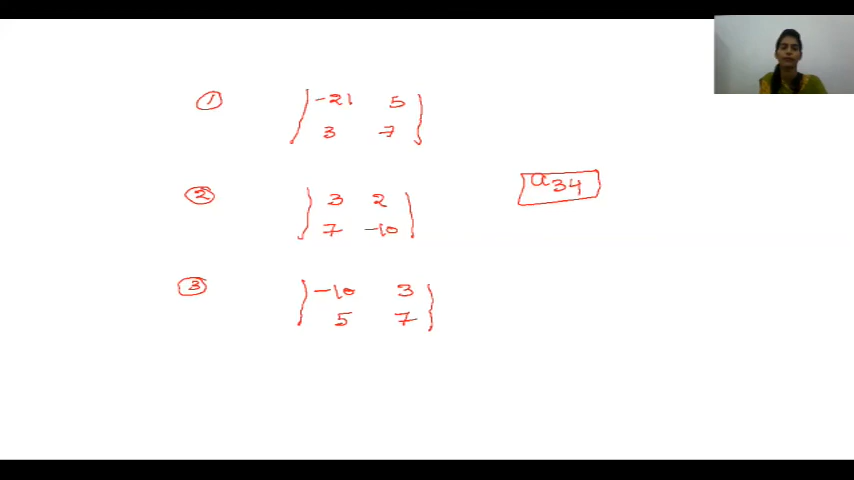 ① | -21 5 |
| 3 7 |
② | 3 2 |
| 7 -10 |
a34
③ | -10 3 |
| 5 7 |